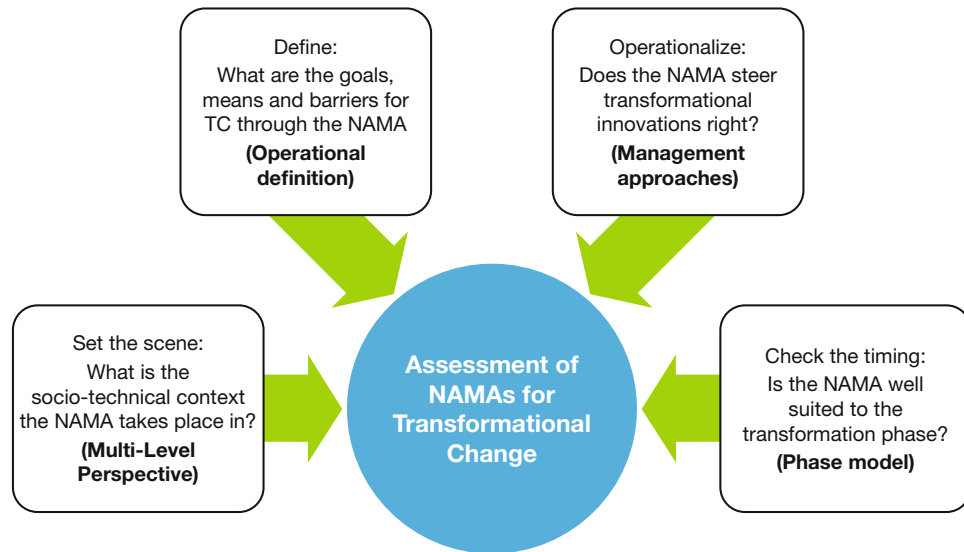 Define:
What are the goals,
means and barriers for
TC through the NAMA
(Operational
definition)
Operationalize:
Does the NAMA steer
transformational
innovations right?
(Management
approaches)
Set the scene:
What is the
socio-technical context
the NAMA takes place in?
(Multi-Level
Perspective)
Assessment of
NAMAs for
Transformational
Change
Check the timing:
Is the NAMA well
suited to the
transformation phase?
(Phase model)